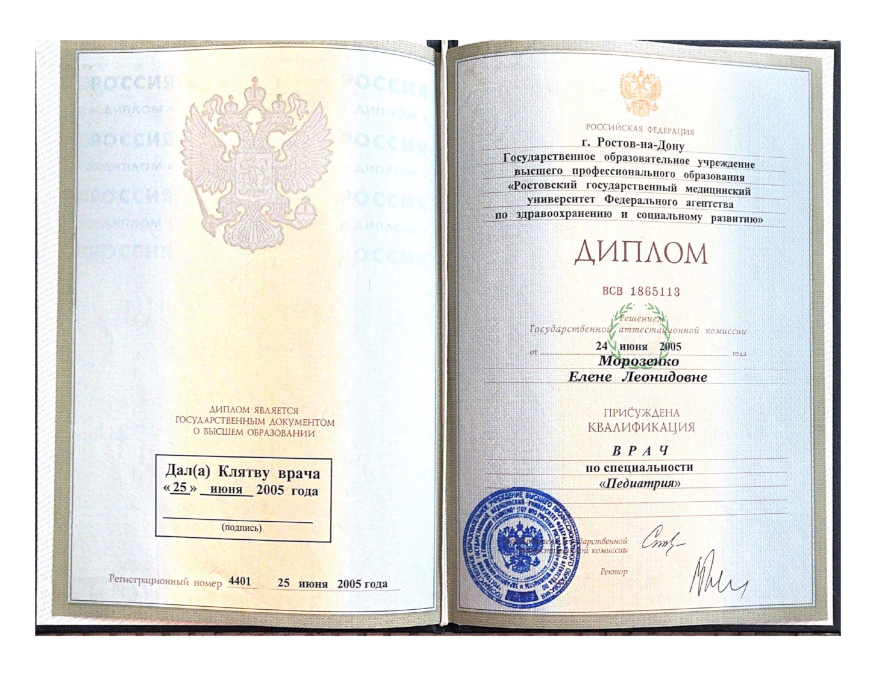 ДИПЛОМ ЯВЛЯЕТСЯ
ГОСУДАРСТВЕННЫМ ДОКУМЕНТОМ
О ВЫСШЕМ ОБРАЗОВАНИИ
Дал(а) Клятву врача
«25» июня 2005 года
(подпись)
Регистрационный номер 4401 25 июня 2005 года
РОССИЙСКАЯ ФЕДЕРАЦИЯ
г. Ростов-на-Дону
Государственное образовательное учреждение
высшего профессионального образования
«Ростовский государственный медицинский
университет Федерального агентства
по здравоохранению и социальному развитию»
ДИПЛОМ
ВСВ 1865113
Решением
Государственной аттестационной комиссии
от 24 июня 2005 года
Морозенко
Елене Леонидовне
ПРИСУЖДЕНА
КВАЛИФИКАЦИЯ
ВРАЧ
по специальности
«Педиатрия»
комиссии
Ректор